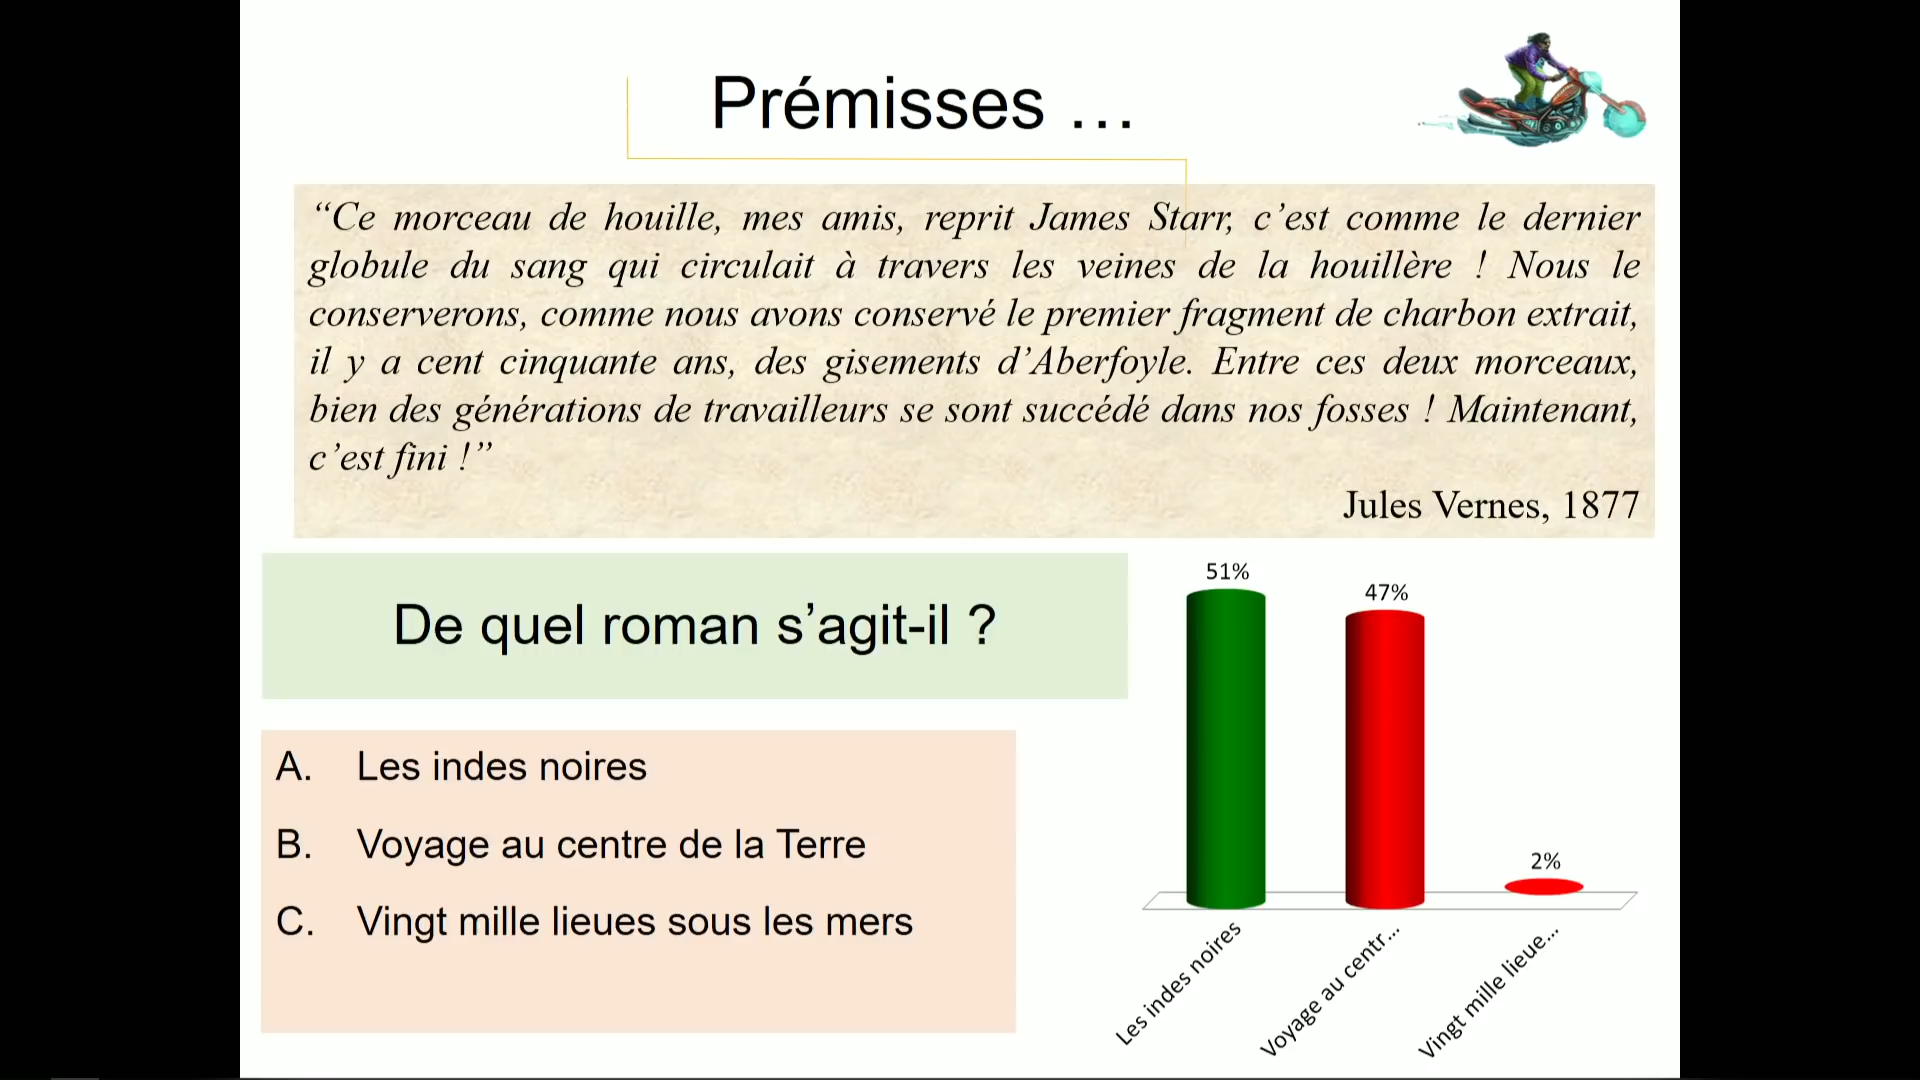 Prémisses …
“Ce morceau de houille, mes amis, reprit James Starr, c’est comme le dernier
globule du sang qui circulait à travers les veines de la houillère ! Nous le
conserverons, comme nous avons conservé le premier fragment de charbon extrait,
il y a cent cinquante ans, des gisements d’Aberfoyle. Entre ces deux morceaux,
bien des générations de travailleurs se sont succédé dans nos fosses ! Maintenant,
c’est fini !”
Jules Vernes, 1877
De quel roman s’agit-il ?
A. Les indes noires
B. Voyage au centre de la Terre
C. Vingt mille lieues sous les mers
51%
47%
2%
Les indes noires
Voyage au centr...
Vingt mille lieue...